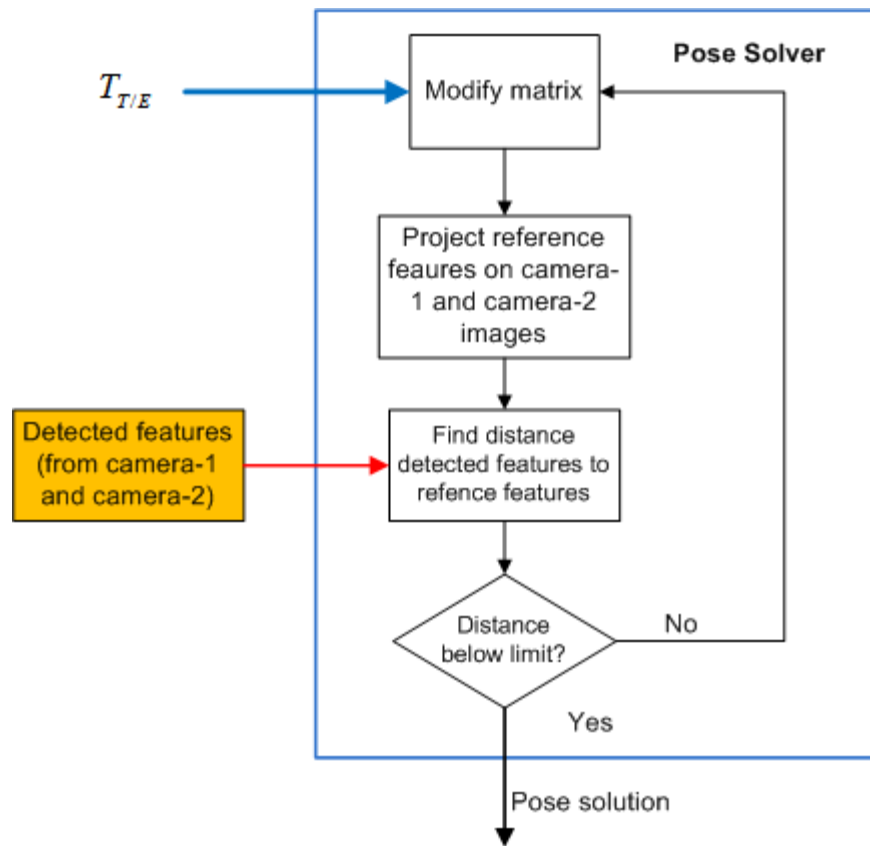 Pose Solver
T_{T/E}
Modify matrix
Project reference
feaures on camera-
1 and camera-2
images
Detected features
(from camera-1
and camera-2)
Find distance
detected features to
refence features
Distance
below limit?
No
Yes
Pose solution